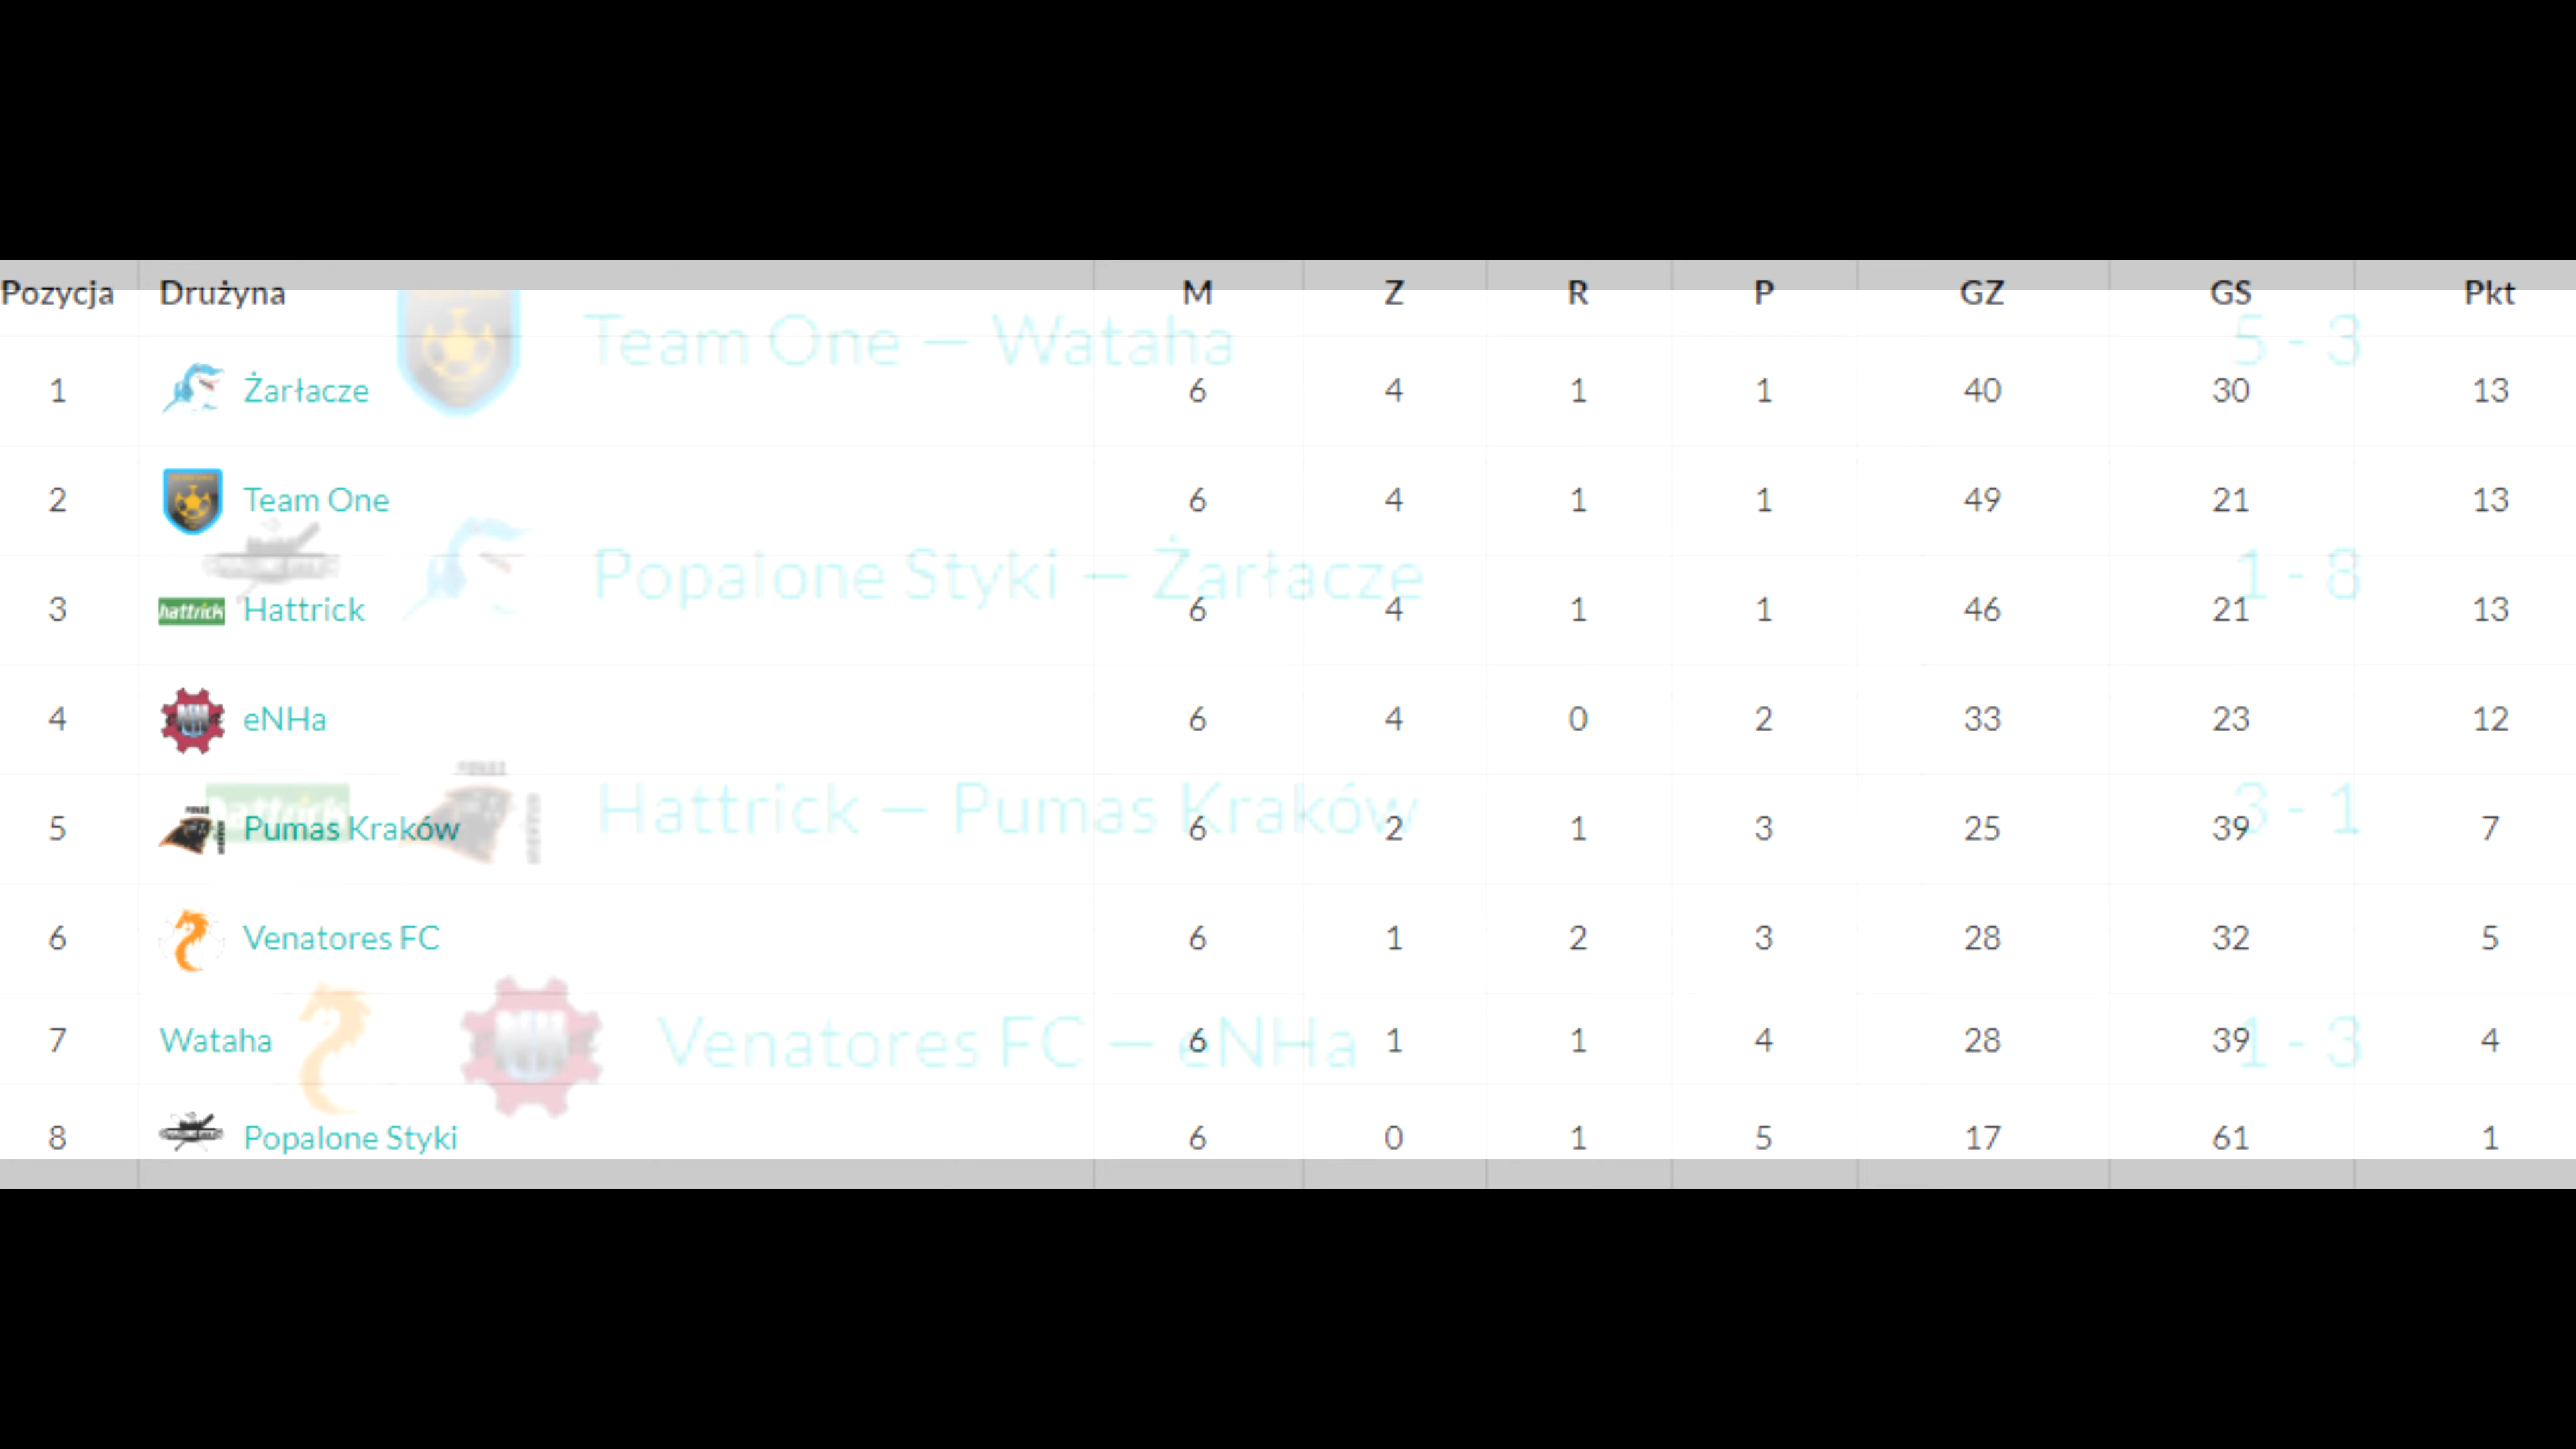 Pozycja Drużyna M Z R P GZ GS Pkt
Team One — Wataha 5 - 3
1 Żarłacze 6 4 1 1 40 30 13
2 Team One 6 4 1 1 49 21 13
Popalone Styki — Żarłacze 1 - 8
3 hattrick Hattrick 6 4 1 1 46 21 13
4 eNHa 6 4 0 2 33 23 12
hattrick Hattrick — Pumas Kraków 3 - 1
5 Pumas Kraków 6 2 1 3 25 39 7
6 Venatores FC 6 1 2 3 28 32 5
Venatores FC — eNHa 1 - 3
7 Wataha 6 1 1 4 28 39 4
8 Popalone Styki 6 0 1 5 17 61 1